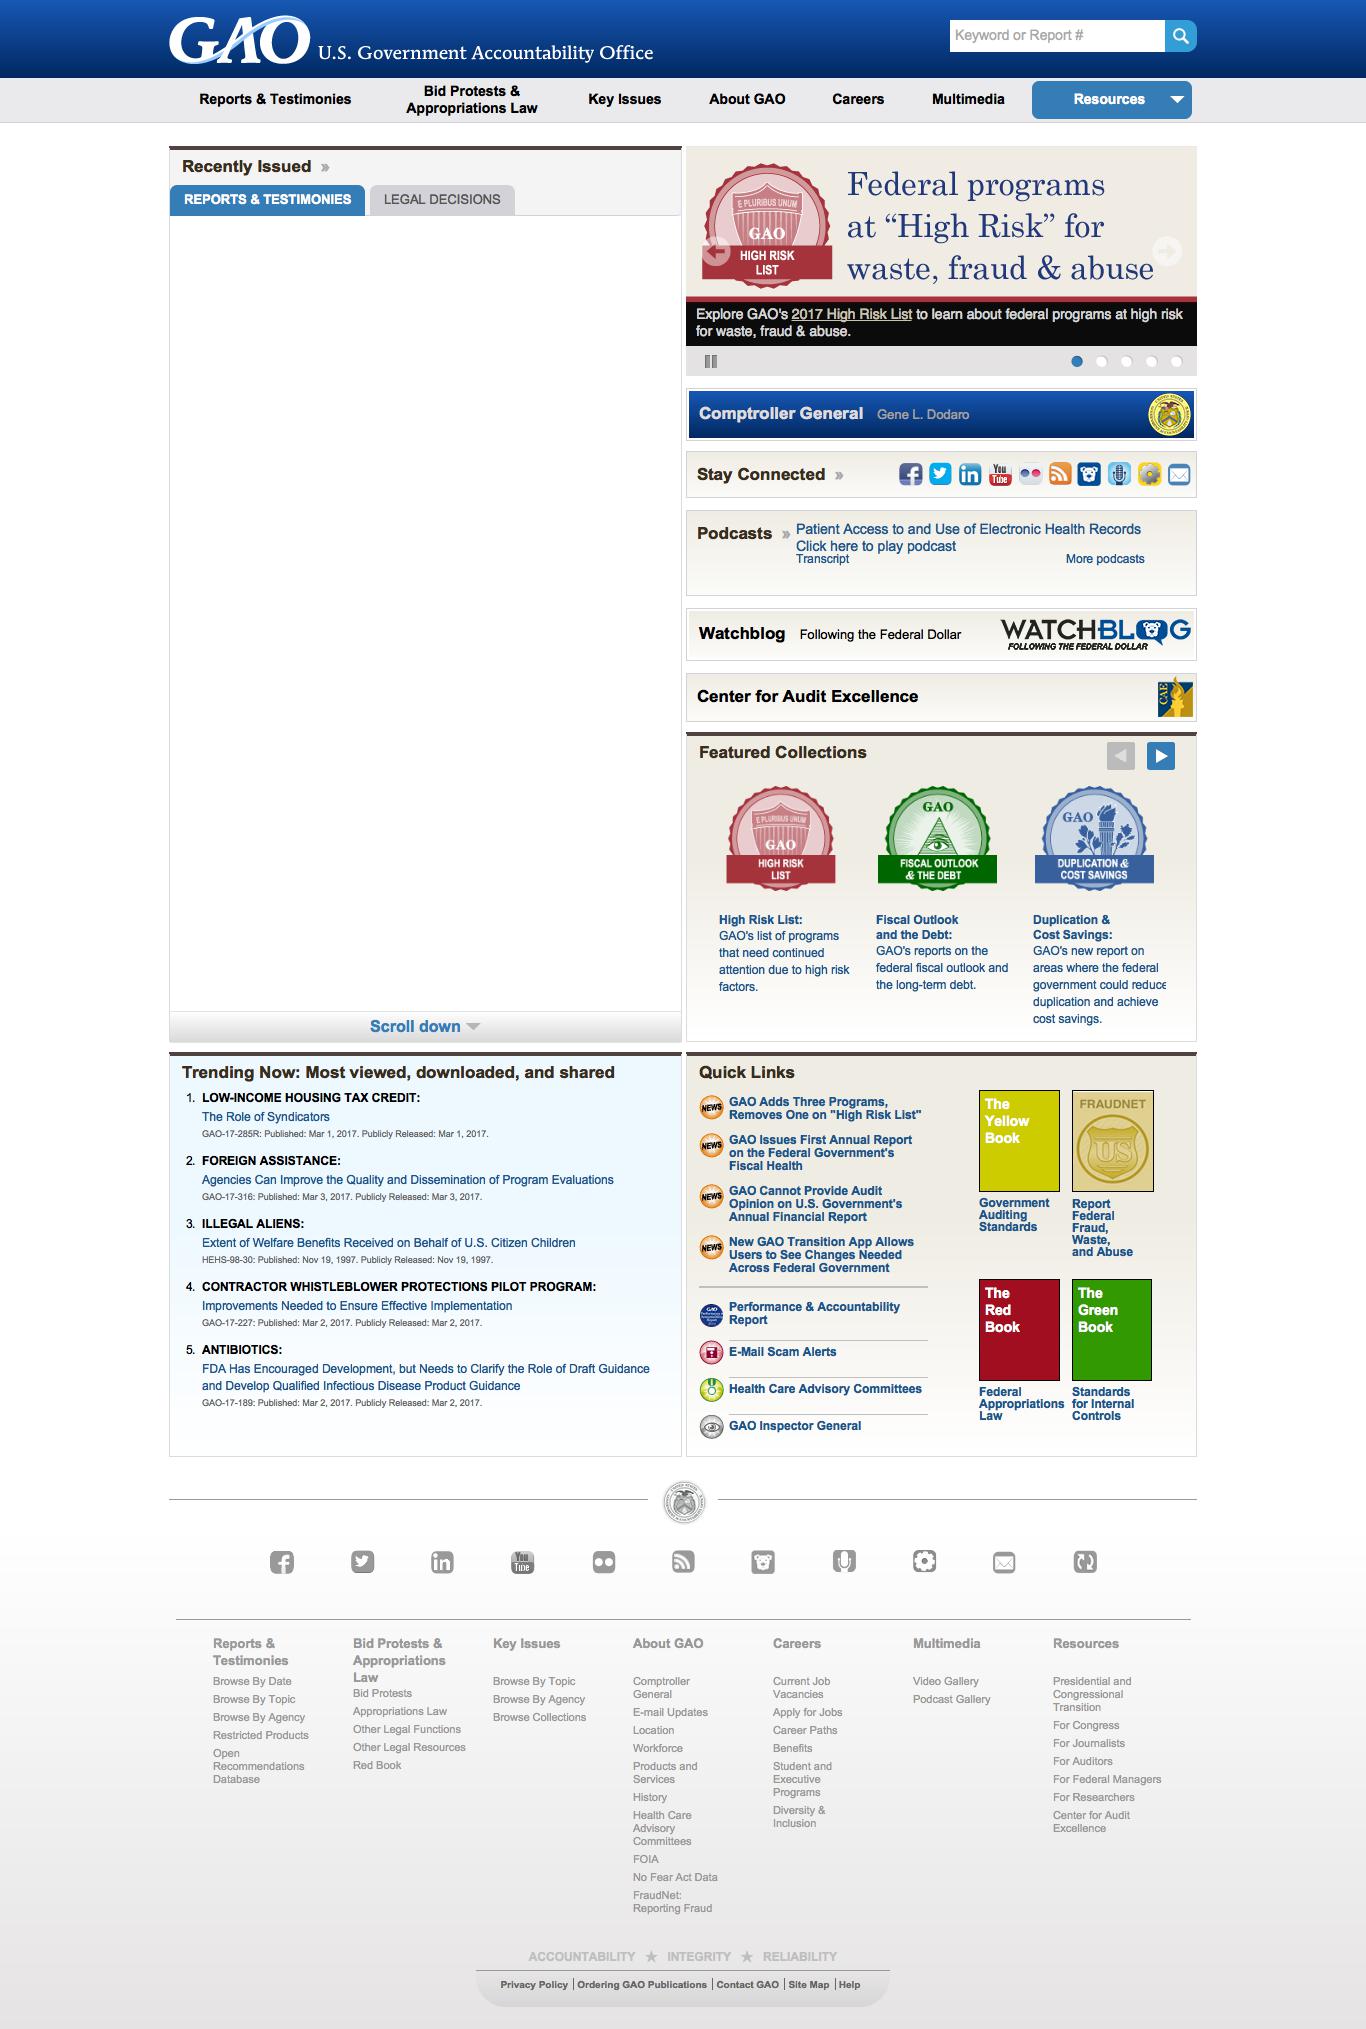 GAO U.S. Government Accountability Office
Keyword or Report #
Reports & Testimonies
Bid Protests &
Appropriations Law
Key Issues
About GAO
Careers
Multimedia
Resources
Recently Issued »
REPORTS & TESTIMONIES
LEGAL DECISIONS
Scroll down
E PLURIBUS UNUM
GAO
HIGH RISK
LIST
Federal programs
at “High Risk” for
waste, fraud & abuse
Explore GAO's 2017 High Risk List to learn about federal programs at high risk
for waste, fraud & abuse.
Comptroller General Gene L. Dodaro
Stay Connected »
You
Tube
Podcasts »
Patient Access to and Use of Electronic Health Records
Click here to play podcast
Transcript
More podcasts
Watchblog Following the Federal Dollar
WATCHBLOG
FOLLOWING THE FEDERAL DOLLAR
Center for Audit Excellence
CAE
Featured Collections
E PLURIBUS UNUM
GAO
HIGH RISK
LIST
High Risk List:
GAO's list of programs
that need continued
attention due to high risk
factors.
GAO
FISCAL OUTLOOK
& THE DEBT
Fiscal Outlook
and the Debt:
GAO's reports on the
federal fiscal outlook and
the long-term debt.
GAO
DUPLICATION &
COST SAVINGS
Duplication &
Cost Savings:
GAO's new report on
areas where the federal
government could reduce
duplication and achieve
cost savings.
Trending Now: Most viewed, downloaded, and shared
1. LOW-INCOME HOUSING TAX CREDIT:
The Role of Syndicators
GAO-17-285R: Published: Mar 1, 2017. Publicly Released: Mar 1, 2017.
2. FOREIGN ASSISTANCE:
Agencies Can Improve the Quality and Dissemination of Program Evaluations
GAO-17-316: Published: Mar 3, 2017. Publicly Released: Mar 3, 2017.
3. ILLEGAL ALIENS:
Extent of Welfare Benefits Received on Behalf of U.S. Citizen Children
HEHS-98-30: Published: Nov 19, 1997. Publicly Released: Nov 19, 1997.
4. CONTRACTOR WHISTLEBLOWER PROTECTIONS PILOT PROGRAM:
Improvements Needed to Ensure Effective Implementation
GAO-17-227: Published: Mar 2, 2017. Publicly Released: Mar 2, 2017.
5. ANTIBIOTICS:
FDA Has Encouraged Development, but Needs to Clarify the Role of Draft Guidance
and Develop Qualified Infectious Disease Product Guidance
GAO-17-189: Published: Mar 2, 2017. Publicly Released: Mar 2, 2017.
Quick Links
NEWS
GAO Adds Three Programs,
Removes One on "High Risk List"
NEWS
GAO Issues First Annual Report
on the Federal Government's
Fiscal Health
NEWS
GAO Cannot Provide Audit
Opinion on U.S. Government's
Annual Financial Report
NEWS
New GAO Transition App Allows
Users to See Changes Needed
Across Federal Government
Performance & Accountability
Report
E-Mail Scam Alerts
Health Care Advisory Committees
GAO Inspector General
The
Yellow
Book
Government
Auditing
Standards
FRAUDNET
US
Report
Federal
Fraud,
Waste,
and Abuse
The
Red
Book
Federal
Appropriations
Law
The
Green
Book
Standards
for Internal
Controls
You
Tube
Reports &
Testimonies
Browse By Date
Browse By Topic
Browse By Agency
Restricted Products
Open
Recommendations
Database
Bid Protests &
Appropriations
Law
Bid Protests
Appropriations Law
Other Legal Functions
Other Legal Resources
Red Book
Key Issues
Browse By Topic
Browse By Agency
Browse Collections
About GAO
Comptroller
General
E-mail Updates
Location
Workforce
Products and
Services
History
Health Care
Advisory
Committees
FOIA
No Fear Act Data
FraudNet:
Reporting Fraud
Careers
Current Job
Vacancies
Apply for Jobs
Career Paths
Benefits
Student and
Executive
Programs
Diversity &
Inclusion
Multimedia
Video Gallery
Podcast Gallery
Resources
Presidential and
Congressional
Transition
For Congress
For Journalists
For Auditors
For Federal Managers
For Researchers
Center for Audit
Excellence
ACCOUNTABILITY ★ INTEGRITY ★ RELIABILITY
Privacy Policy | Ordering GAO Publications | Contact GAO | Site Map | Help